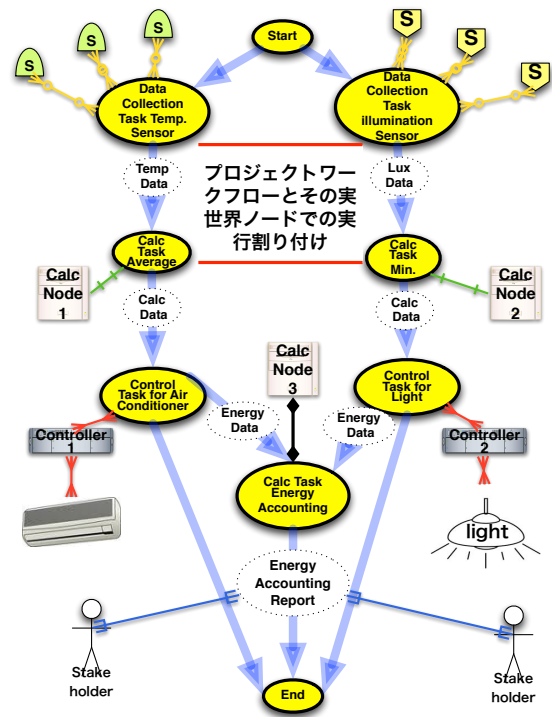 S
S
S
S
S
S
Start
Data
Collection
Task Temp.
Sensor
Data
Collection
Task
illumination
Sensor
Temp
Data
プロジェクトワー
クフローとその実
世界ノードでの実
行割り付け
Lux
Data
Calc
Task
Average
Calc
Task
Min.
Calc
Node
1
Calc
Node
2
Calc
Data
Calc
Data
Calc
Node
3
Control
Task for Air
Conditioner
Control
Task for
Light
Energy
Data
Energy
Data
Controller
1
Controller
2
Calc Task
Energy
Accounting
light
Energy
Accounting
Report
Stake
holder
Stake
holder
End